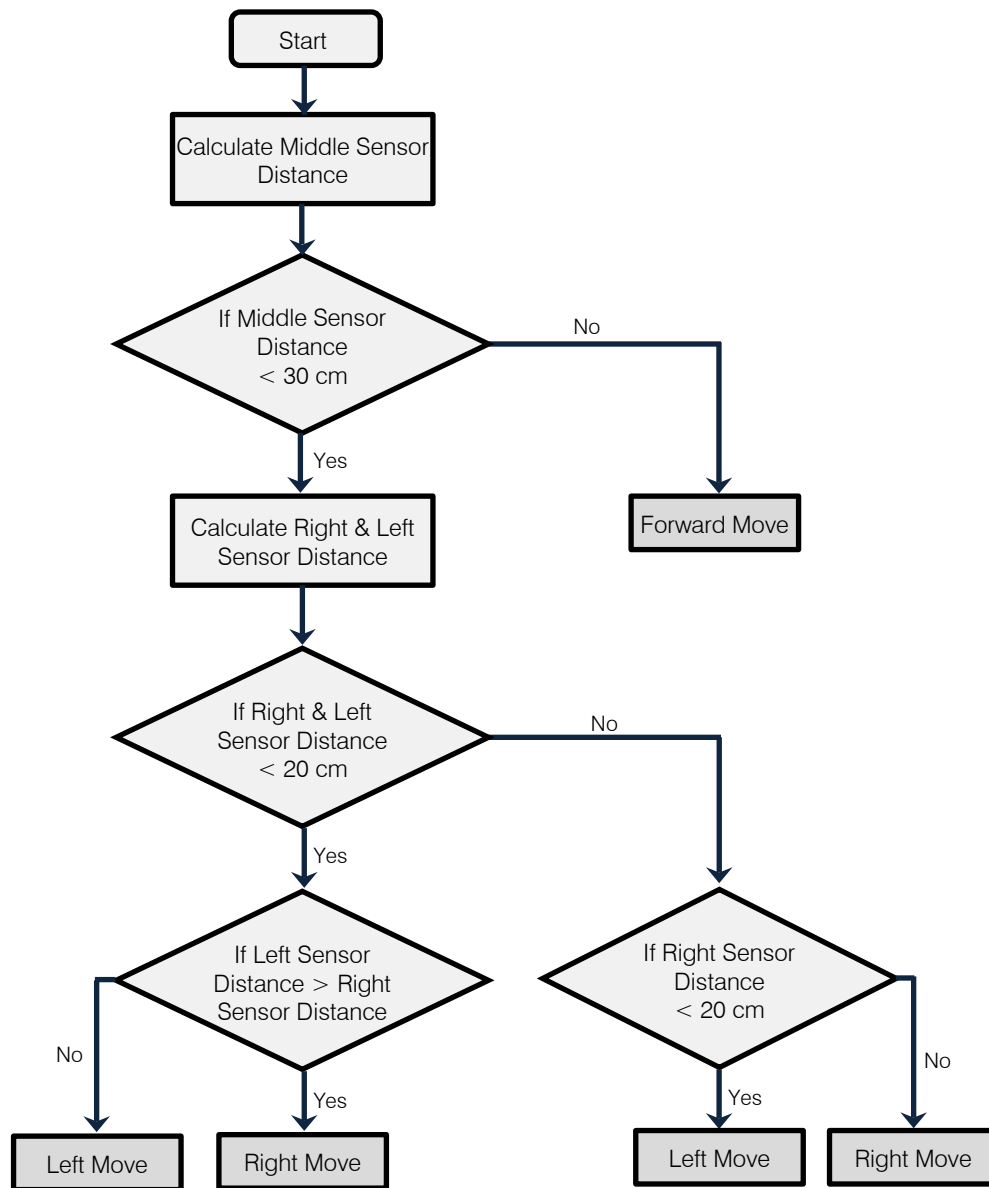 Start
Calculate Middle Sensor
Distance
If Middle Sensor
Distance
< 30 cm
No
Yes
Calculate Right & Left
Sensor Distance
Forward Move
If Right & Left
Sensor Distance
< 20 cm
No
Yes
If Left Sensor
Distance > Right
Sensor Distance
If Right Sensor
Distance
< 20 cm
No
Yes
Yes
No
Left Move
Right Move
Left Move
Right Move